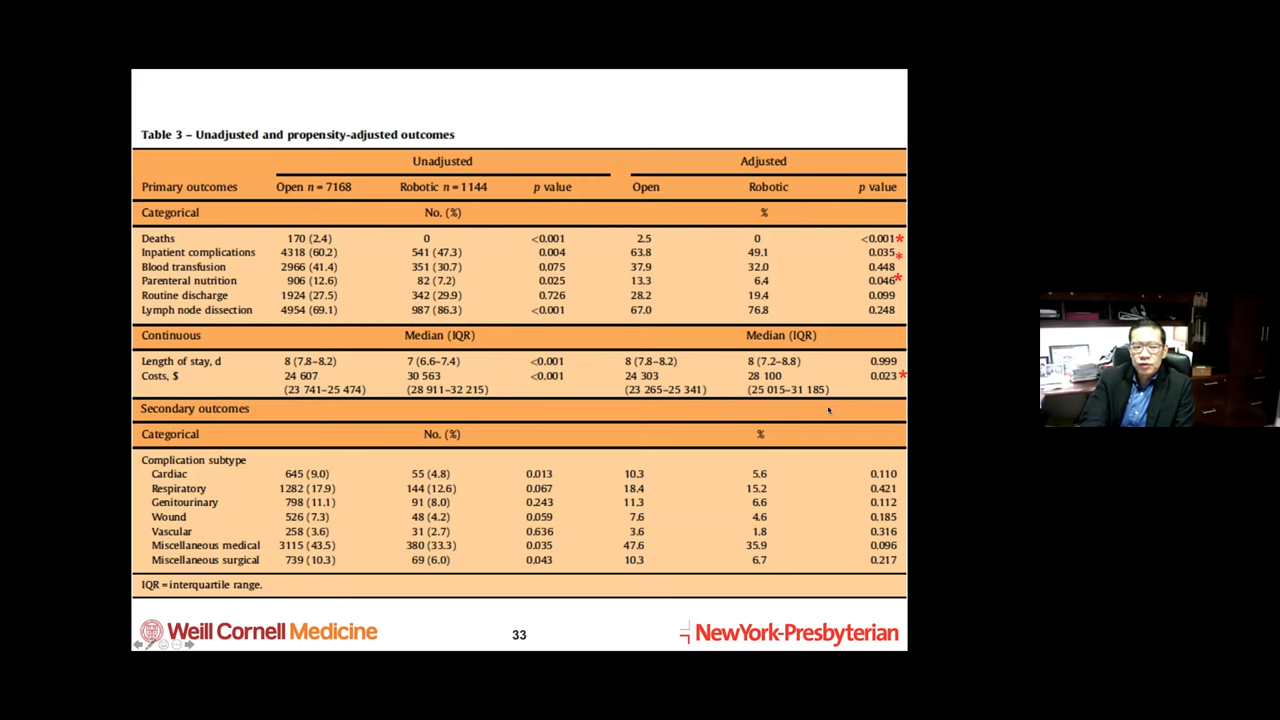 Table 3 – Unadjusted and propensity-adjusted outcomes
Unadjusted Adjusted
Primary outcomes Open n = 7168 Robotic n = 1144 p value Open Robotic p value
Categorical No. (%) %
Deaths 170 (2.4) 0 <0.001 2.5 0 <0.001*
Inpatient complications 4318 (60.2) 541 (47.3) 0.004 63.8 49.1 0.035*
Blood transfusion 2966 (41.4) 351 (30.7) 0.075 37.9 32.0 0.448
Parenteral nutrition 906 (12.6) 82 (7.2) 0.025 13.3 6.4 0.046*
Routine discharge 1924 (27.5) 342 (29.9) 0.726 28.2 19.4 0.099
Lymph node dissection 4954 (69.1) 987 (86.3) <0.001 67.0 76.8 0.248
Continuous Median (IQR) Median (IQR)
Length of stay, d 8 (7.8–8.2) 7 (6.6–7.4) <0.001 8 (7.8–8.2) 8 (7.2–8.8) 0.999
Costs, $ 24 607 30 563 <0.001 24 303 28 100 0.023*
(23 741–25 474) (28 911–32 215) (23 265–25 341) (25 015–31 185)
Secondary outcomes
Categorical No. (%) %
Complication subtype
Cardiac 645 (9.0) 55 (4.8) 0.013 10.3 5.6 0.110
Respiratory 1282 (17.9) 144 (12.6) 0.067 18.4 15.2 0.421
Genitourinary 798 (11.1) 91 (8.0) 0.243 11.3 6.6 0.112
Wound 526 (7.3) 48 (4.2) 0.059 7.6 4.6 0.185
Vascular 258 (3.6) 31 (2.7) 0.636 3.6 1.8 0.316
Miscellaneous medical 3115 (43.5) 380 (33.3) 0.035 47.6 35.9 0.096
Miscellaneous surgical 739 (10.3) 69 (6.0) 0.043 10.3 6.7 0.217
IQR = interquartile range.
Weill Cornell Medicine 33 NewYork-Presbyterian